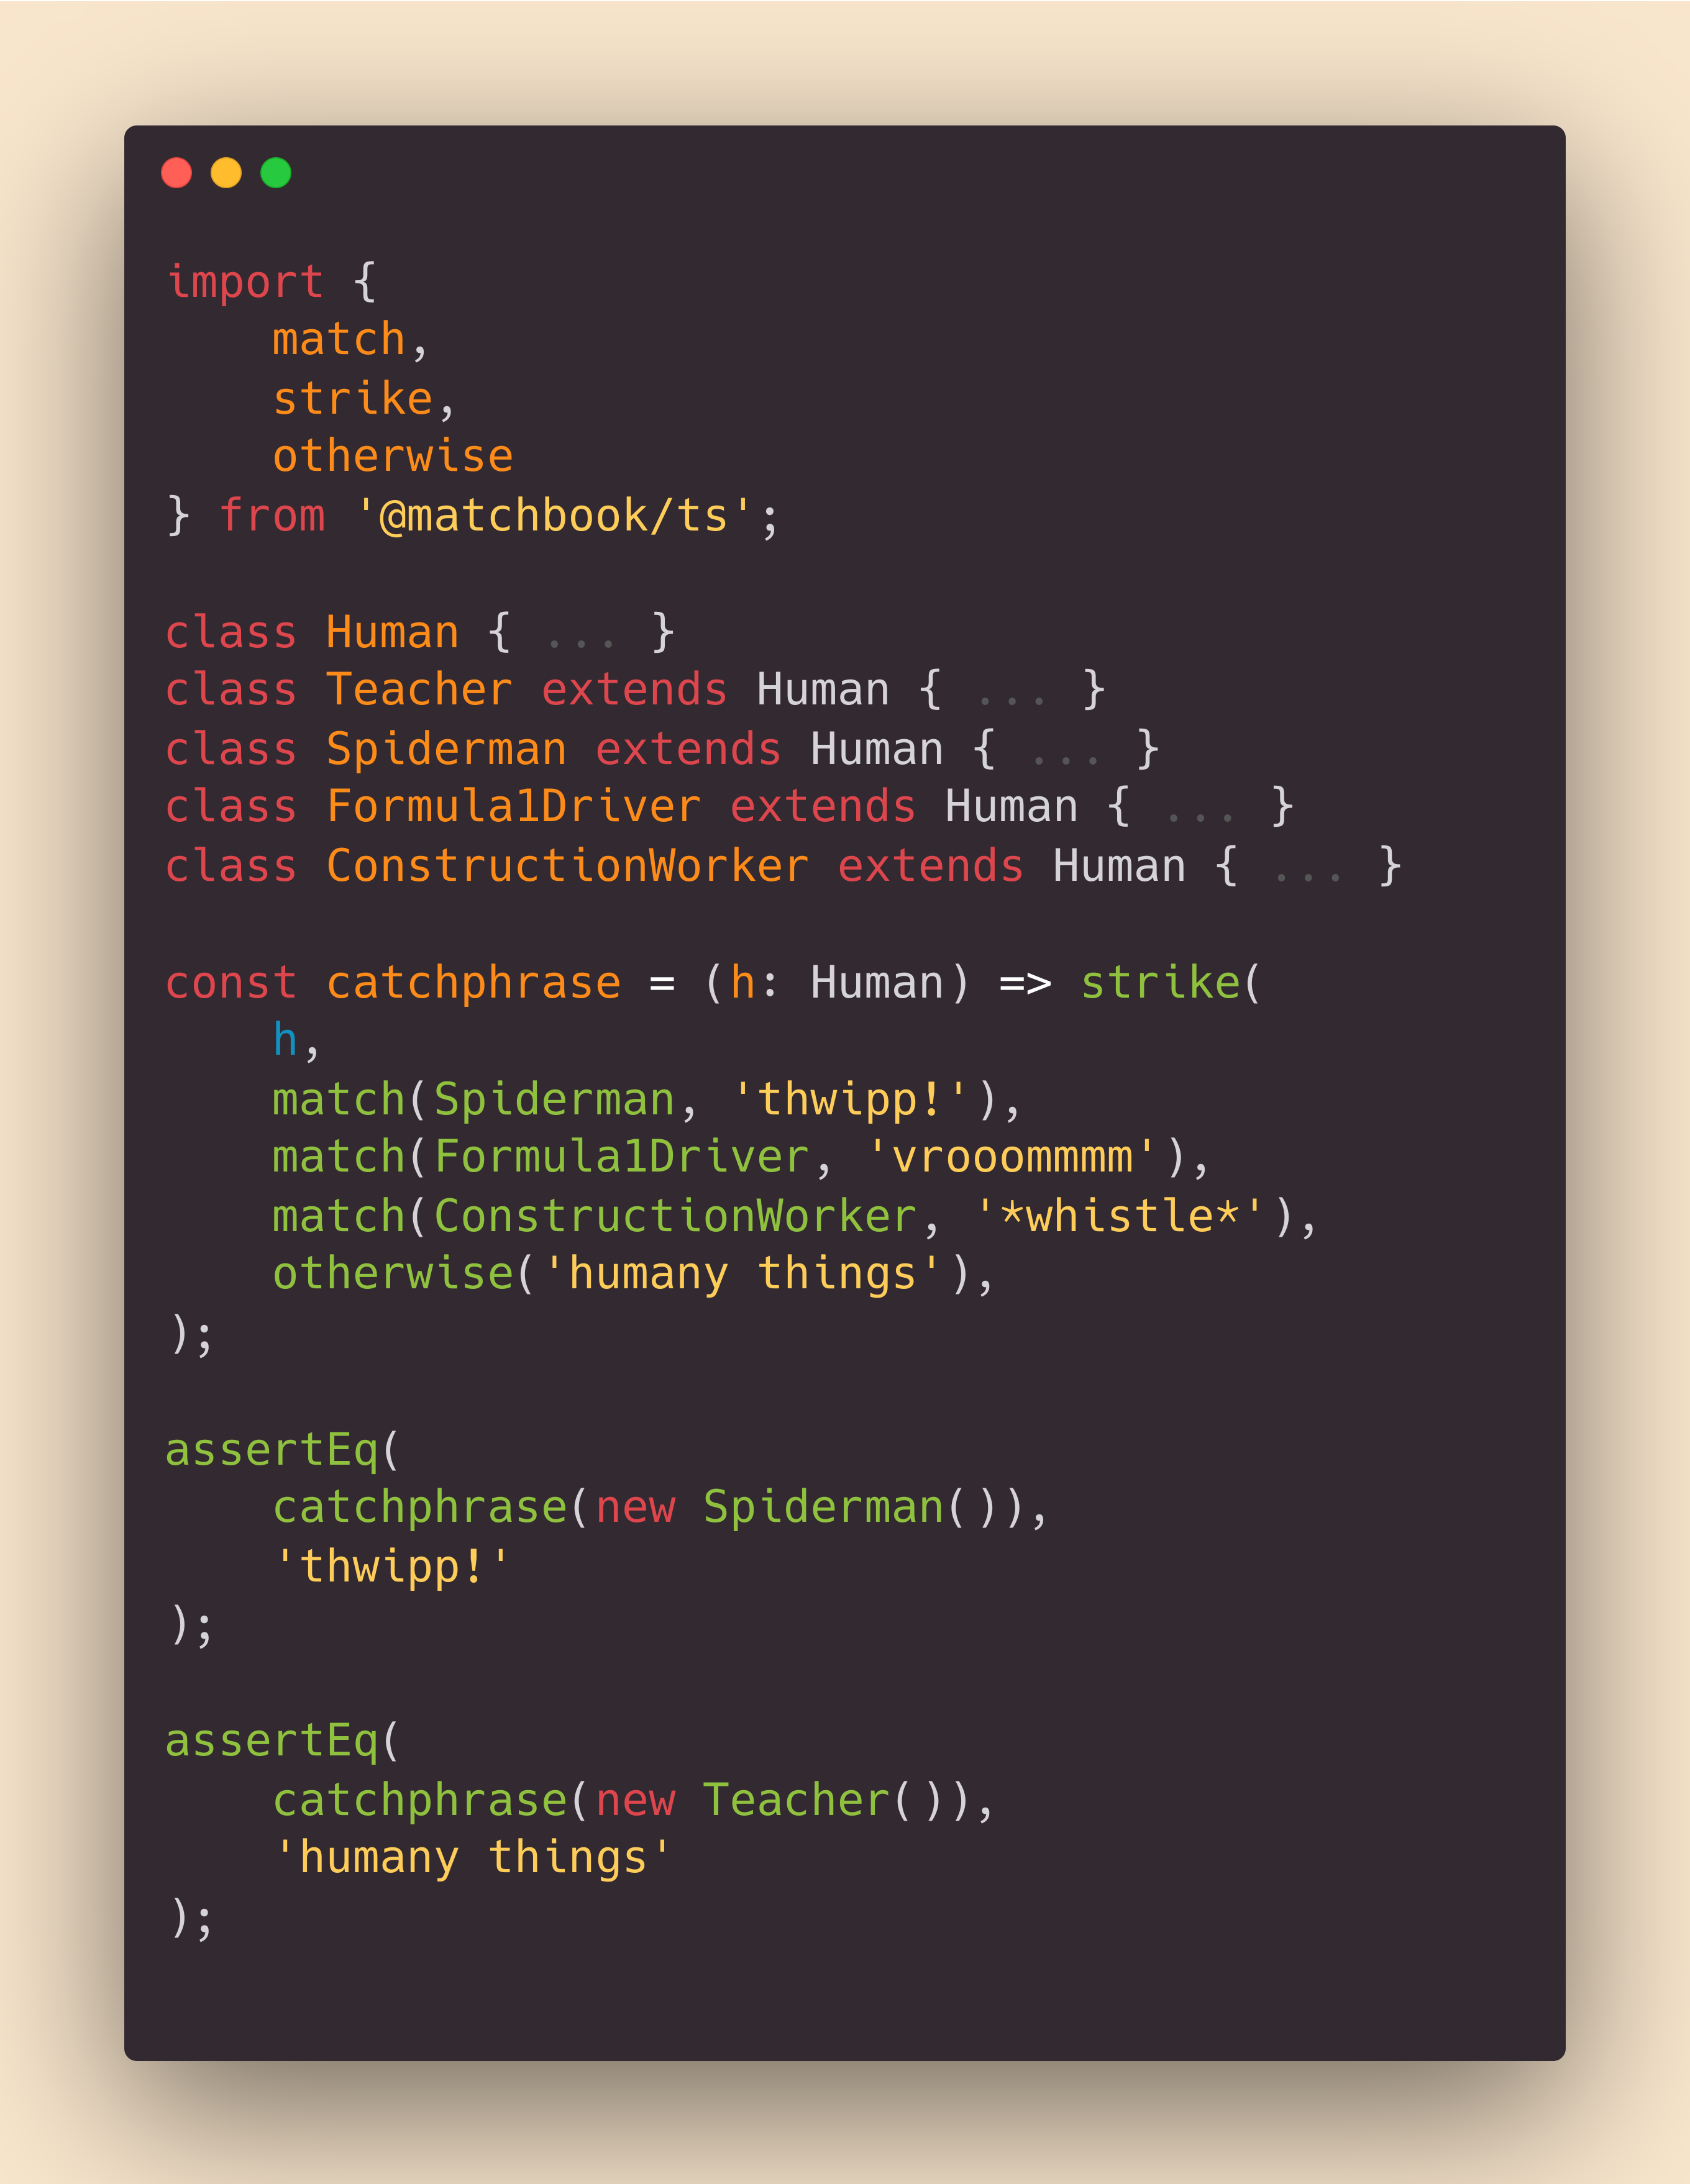 import {
    match,
    strike,
    otherwise
} from '@matchbook/ts';

class Human { ... }
class Teacher extends Human { ... }
class Spiderman extends Human { ... }
class Formula1Driver extends Human { ... }
class ConstructionWorker extends Human { ... }

const catchphrase = (h: Human) => strike(
    h,
    match(Spiderman, 'thwipp!'),
    match(Formula1Driver, 'vrooommmm'),
    match(ConstructionWorker, '*whistle*'),
    otherwise('humany things'),
);

assertEq(
    catchphrase(new Spiderman()),
    'thwipp!'
);

assertEq(
    catchphrase(new Teacher()),
    'humany things'
);